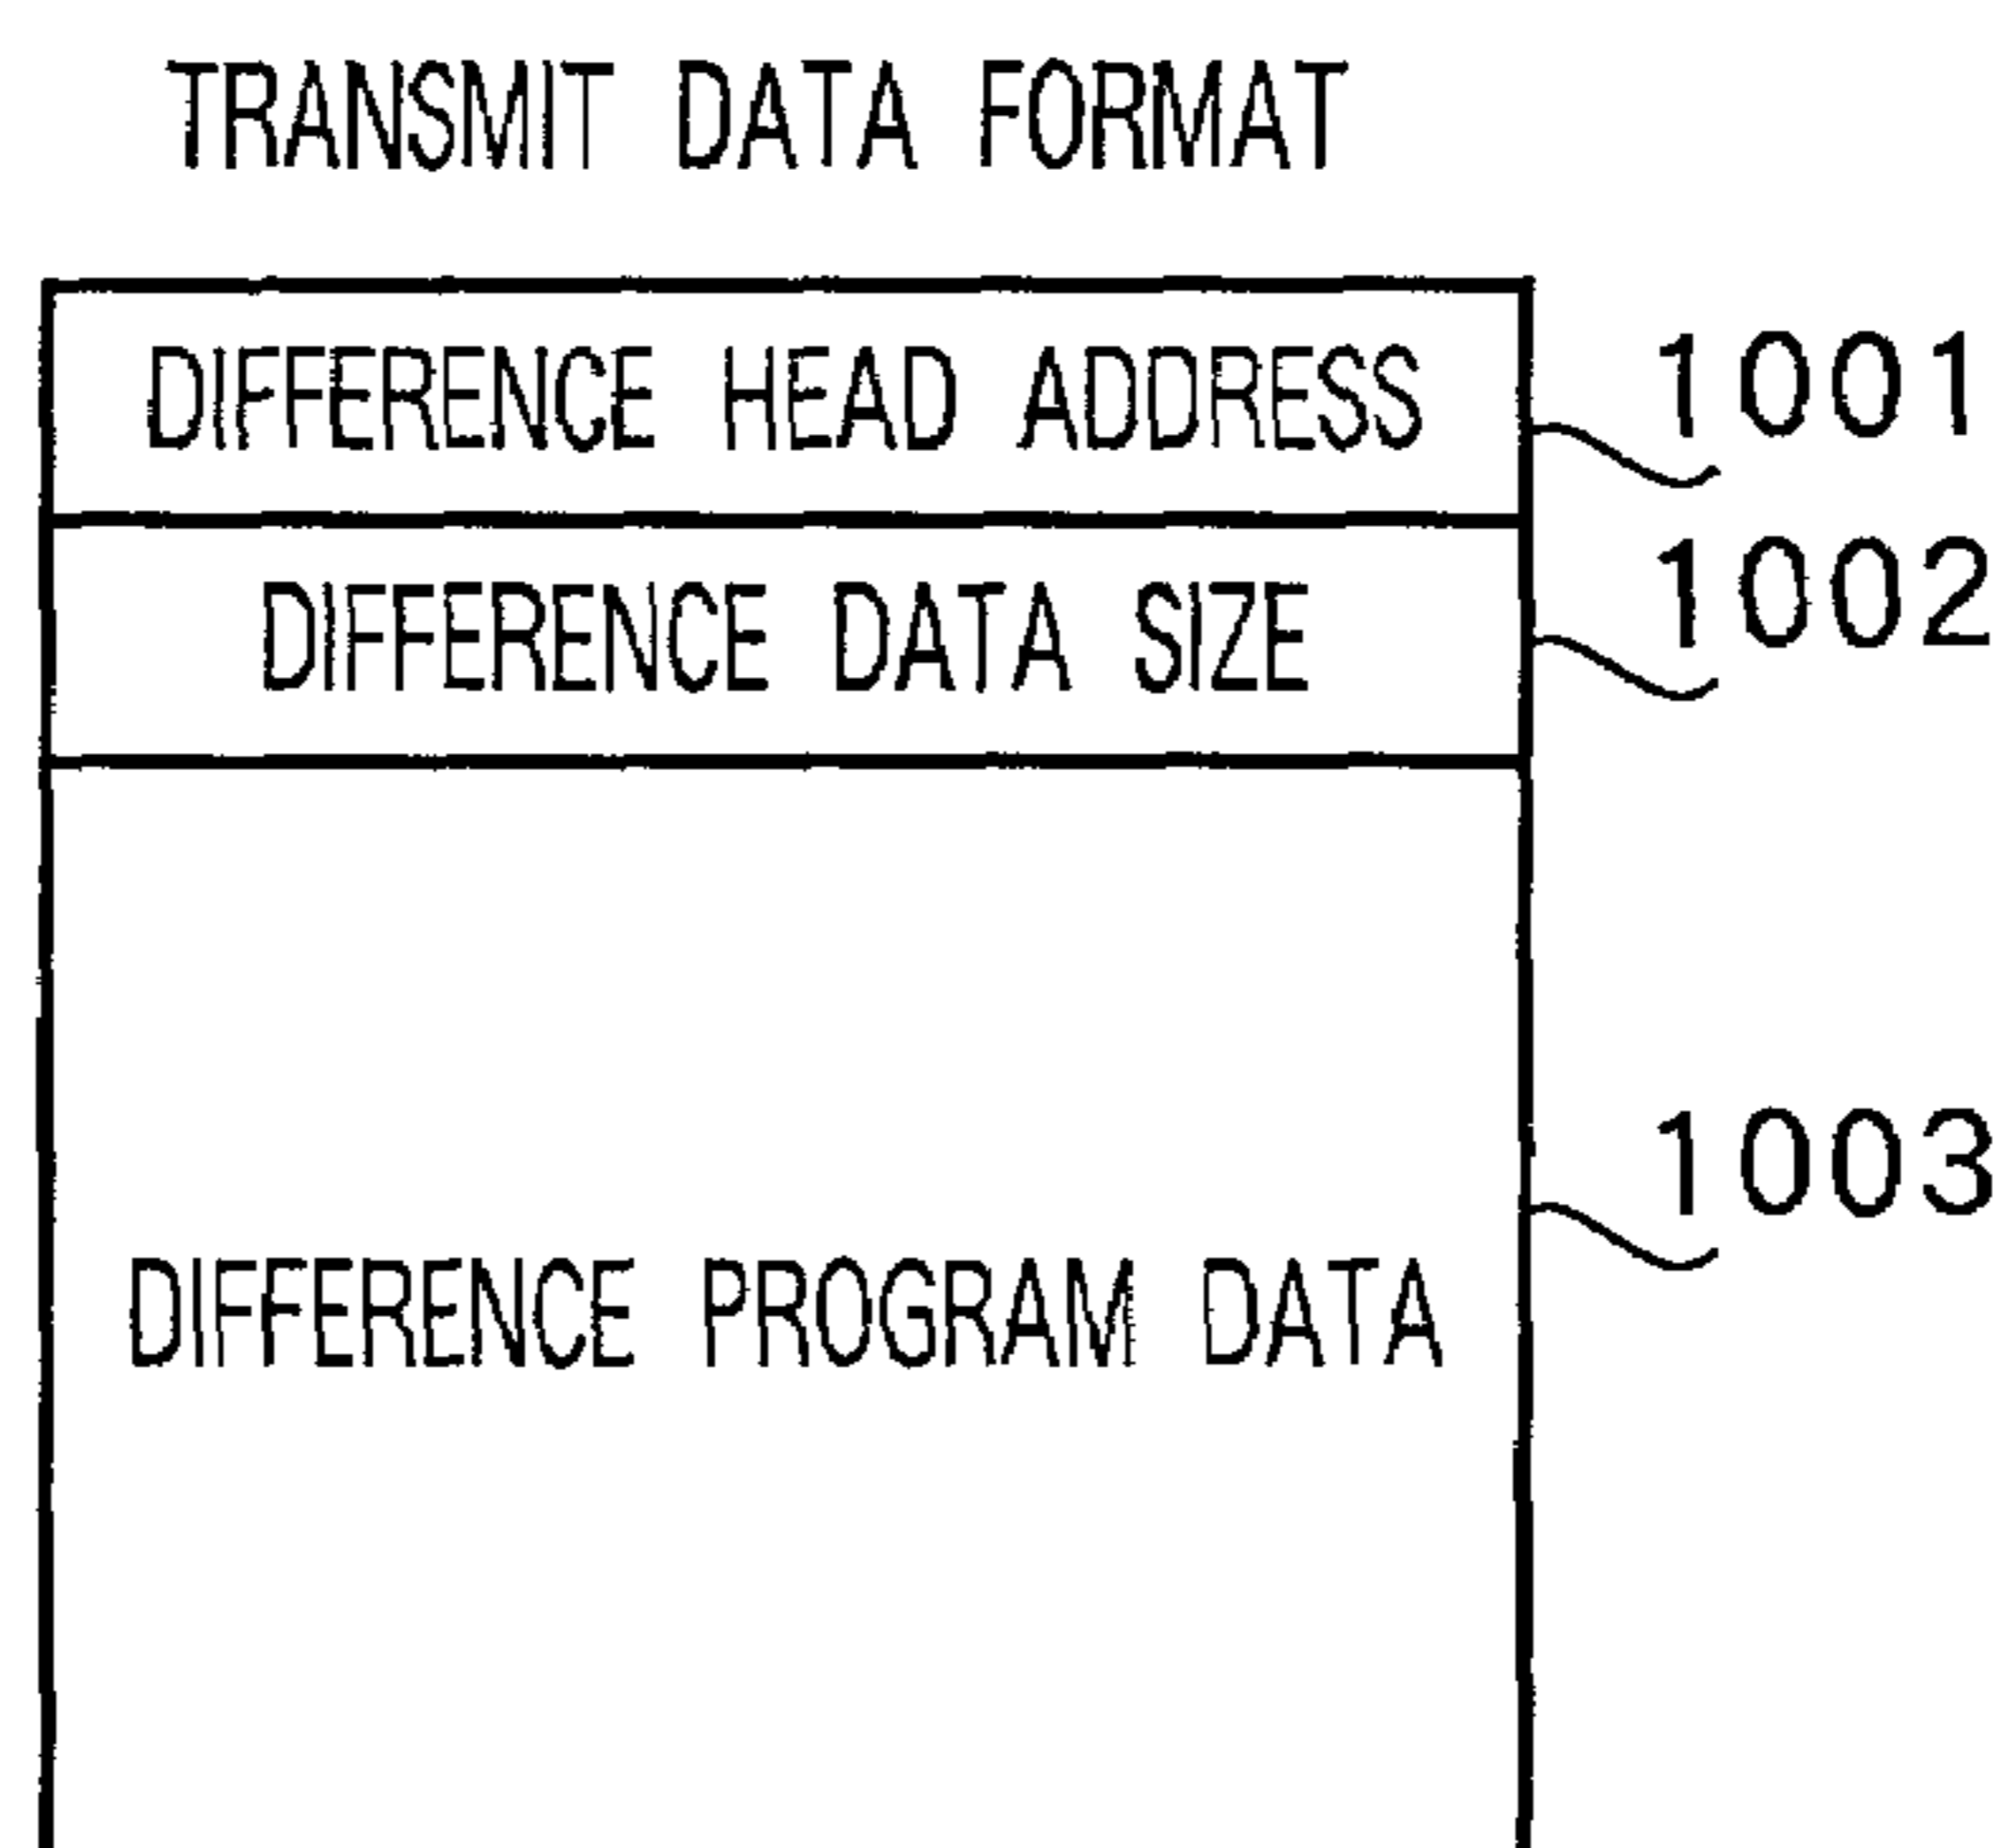 TRANSMIT DATA FORMAT
DIFFERENCE HEAD ADDRESS 1001
DIFFERENCE DATA SIZE 1002
DIFFERENCE PROGRAM DATA 1003